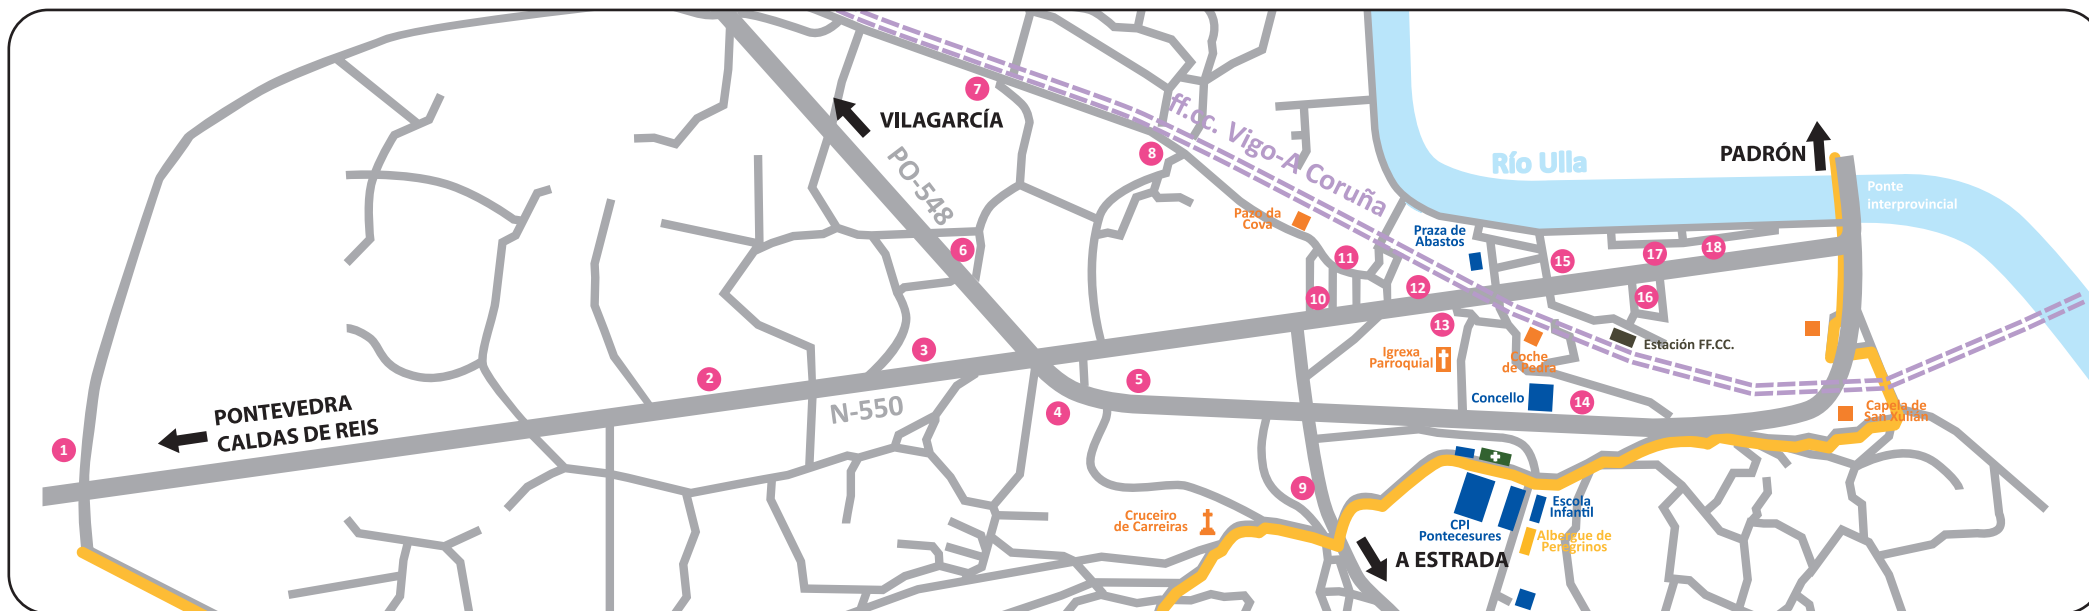 7
VILAGARCÍA
PO-548
8
ff.cc. Vigo-A Coruña
Río Ulla
PADRÓN
Ponte
interprovincial
Pazo da
Cova
Praza de
Abastos
6
11
10
12
15
17
18
16
13
Igrexa
Parroquial
Coche
de Pedra
Estación FF.CC.
3
2
5
4
N-550
PONTEVEDRA
CALDAS DE REIS
1
Concello
14
Capela de
San Xulián
9
Cruceiro
de Carreiras
CPI
Pontecesures
Escola
Infantil
Albergue de
Peregrinos
A ESTRADA